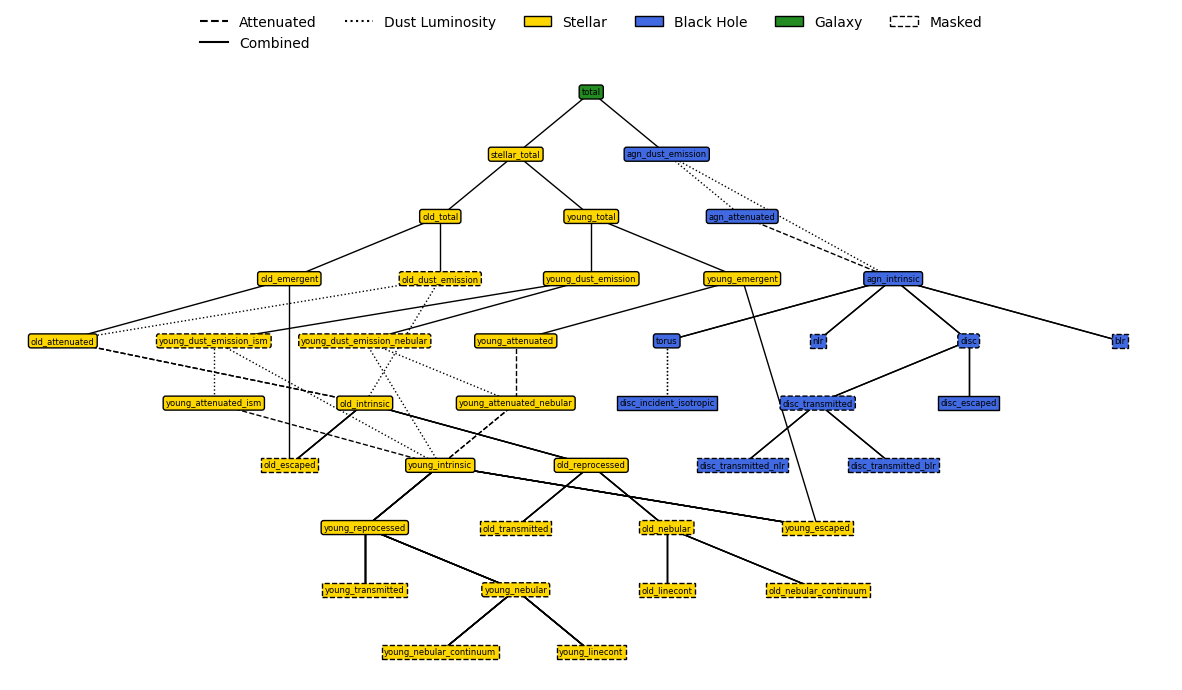 Attenuated Dust Luminosity Stellar Black Hole Galaxy Masked
Combined
total
stellar_total agn_dust_emission
old_total young_total agn_attenuated
old_emergent old_dust_emission young_dust_emission young_emergent agn_intrinsic
old_attenuated young_dust_emission_ism young_dust_emission_nebular young_attenuated torus nlr disc blr
young_attenuated_ism old_intrinsic young_attenuated_nebular disc_incident_isotropic disc_transmitted disc_escaped
old_escaped young_intrinsic old_reprocessed disc_transmitted_nlr disc_transmitted_blr
young_reprocessed old_transmitted old_nebular young_escaped
young_transmitted young_nebular old_linecont old_nebular_continuum
young_nebular_continuum young_linecont